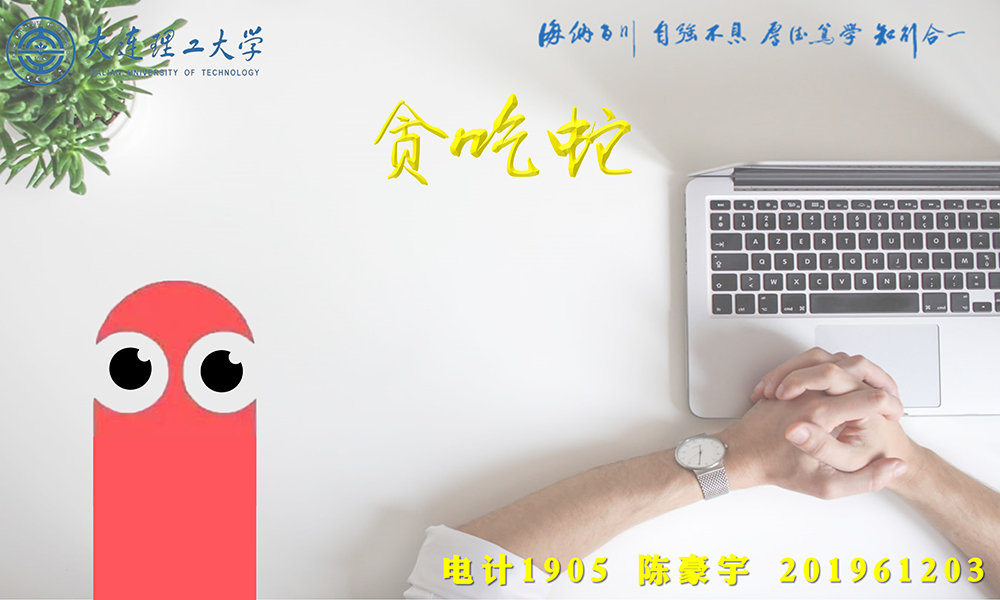 大连理工大学
DALIAN UNIVERSITY OF TECHNOLOGY
海纳百川 自强不息 厚德笃学 知行合一
贪吃蛇
电计1905 陈豪宇 201961203